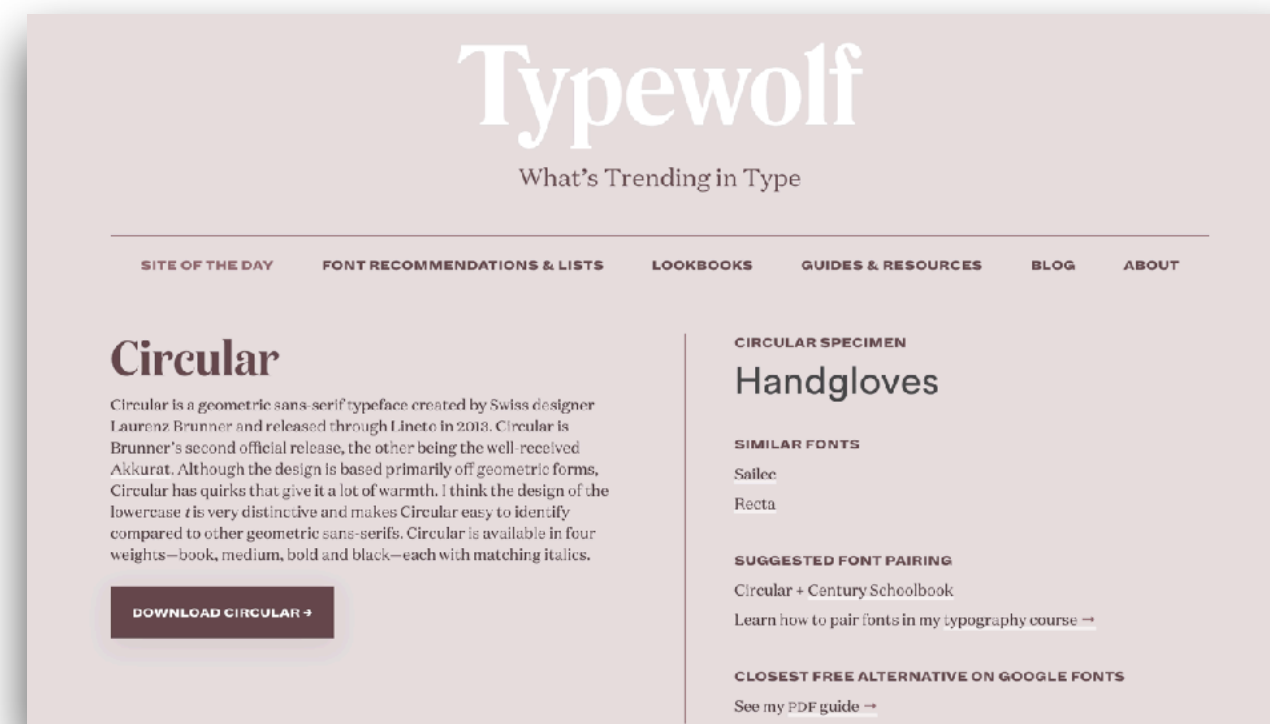 Typewolf
What's Trending in Type
SITE OF THE DAY FONT RECOMMENDATIONS & LISTS LOOKBOOKS GUIDES & RESOURCES BLOG ABOUT
Circular
Circular is a geometric sans-serif typeface created by Swiss designer
Laurenz Brunner and released through Lineto in 2013. Circular is
Brunner's second official release, the other being the well-received
Akkurat. Although the design is based primarily off geometric forms,
Circular has quirks that give it a lot of warmth. I think the design of the
lowercase t is very distinctive and makes Circular easy to identify
compared to other geometric sans-serifs. Circular is available in four
weights—book, medium, bold and black—each with matching italics.
DOWNLOAD CIRCULAR →
CIRCULAR SPECIMEN
Handgloves
SIMILAR FONTS
Sailec
Recta
SUGGESTED FONT PAIRING
Circular + Century Schoolbook
Learn how to pair fonts in my typography course →
CLOSEST FREE ALTERNATIVE ON GOOGLE FONTS
See my PDF guide →